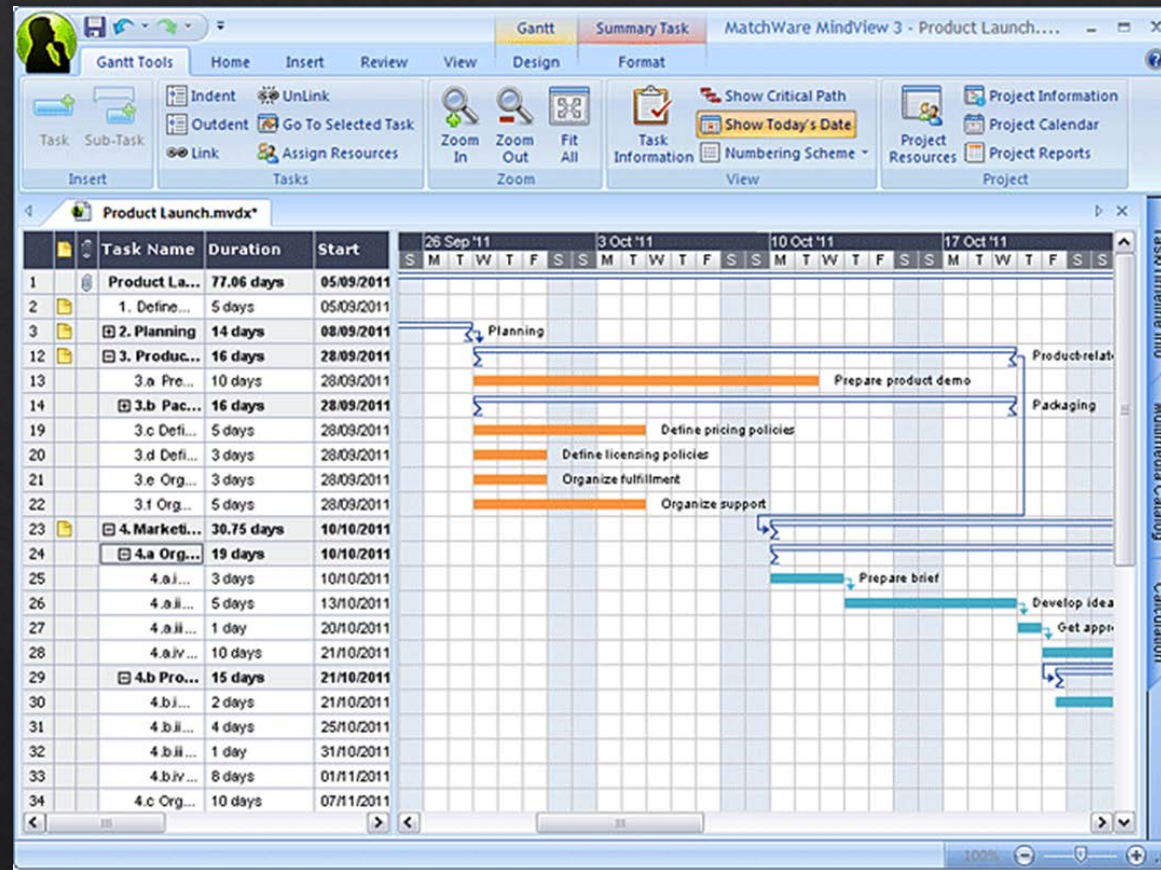 Gantt Summary Task MatchWare MindView 3 - Product Launch....
Gantt Tools Home Insert Review View Design Format
Task Sub-Task
Insert
Indent UnLink
Outdent Go To Selected Task
Link Assign Resources
Tasks
Zoom In Zoom Out Fit All
Zoom
Task Information
Show Critical Path
Show Today's Date
Numbering Scheme
View
Project Resources
Project Information
Project Calendar
Project Reports
Project
Product Launch.mvdx*
Task Name Duration Start
26 Sep '11 3 Oct '11 10 Oct '11 17 Oct '11
S M T W T F S S M T W T F S S M T W T F S S M T W T F S S
1 Product La... 77.06 days 05/09/2011
2 1. Define... 5 days 05/09/2011
3 2. Planning 14 days 08/09/2011 Planning
12 3. Produc... 16 days 28/09/2011 Product-relat
13 3.a Pre... 10 days 28/09/2011 Prepare product demo
14 3.b Pac... 16 days 28/09/2011 Packaging
19 3.c Defi... 5 days 28/09/2011 Define pricing policies
20 3.d Defi... 3 days 28/09/2011 Define licensing policies
21 3.e Org... 3 days 28/09/2011 Organize fulfillment
22 3.f Org... 5 days 28/09/2011 Organize support
23 4. Marketi... 30.75 days 10/10/2011
24 4.a Org... 19 days 10/10/2011
25 4.a.i... 3 days 10/10/2011 Prepare brief
26 4.a.ii... 5 days 13/10/2011 Develop idea
27 4.a.iii... 1 day 20/10/2011 Get appr
28 4.a.iv... 10 days 21/10/2011
29 4.b Pro... 15 days 21/10/2011
30 4.b.i... 2 days 21/10/2011
31 4.b.ii... 4 days 25/10/2011
32 4.b.iii... 1 day 31/10/2011
33 4.b.iv... 8 days 01/11/2011
34 4.c Org... 10 days 07/11/2011
Task/Timeline Info
Multimedia Catalog
Calculation
100%